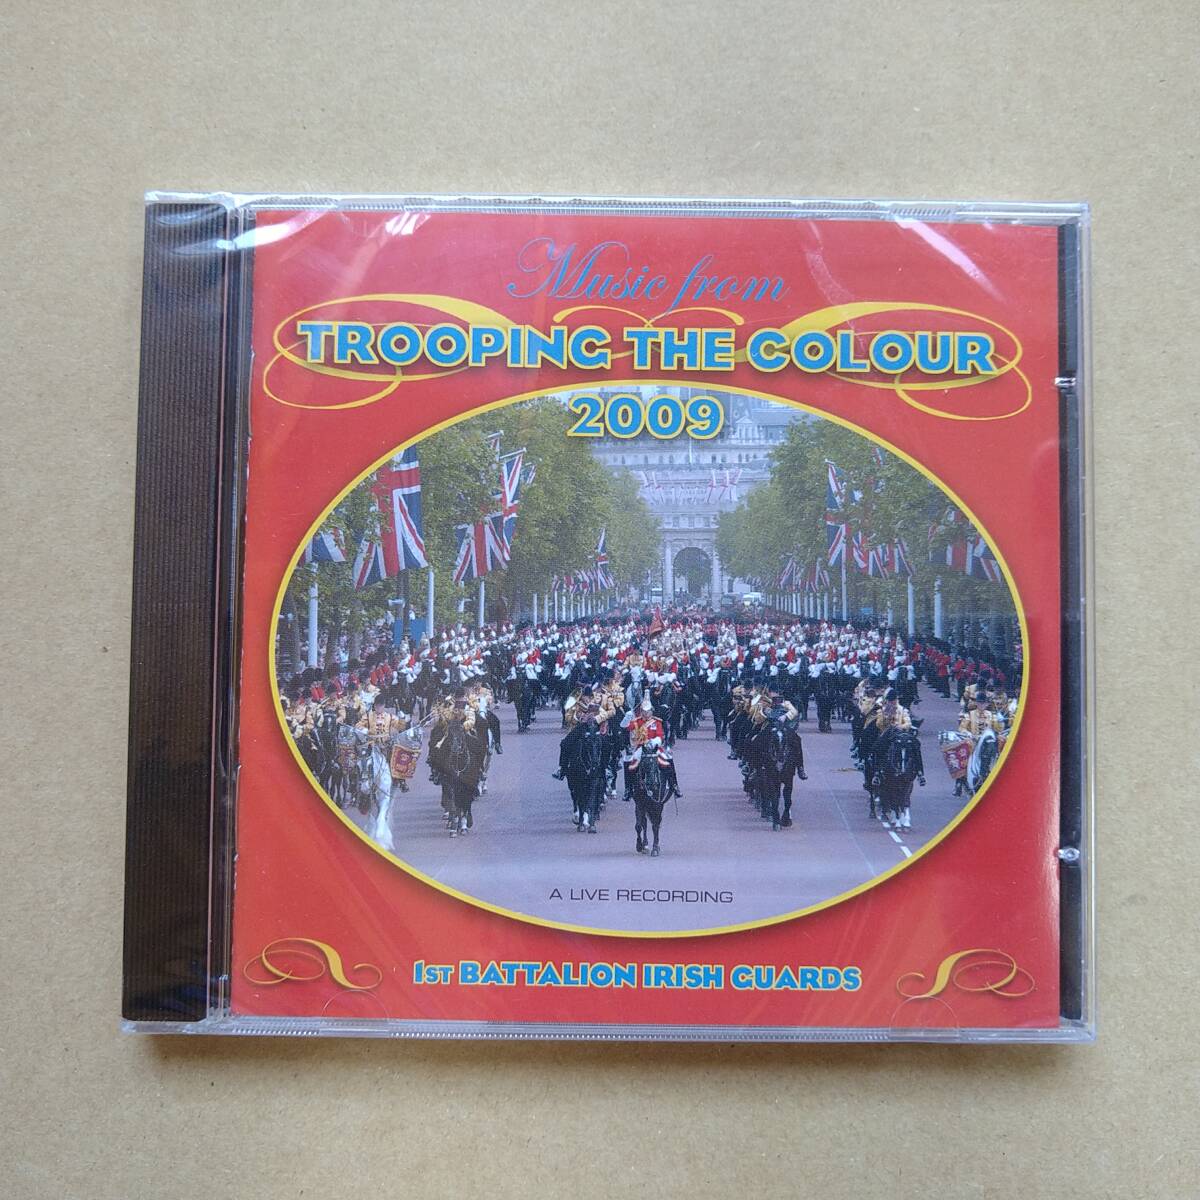 Music from
TROOPING THE COLOUR
2009
A LIVE RECORDING
1ST BATTALION IRISH GUARDS